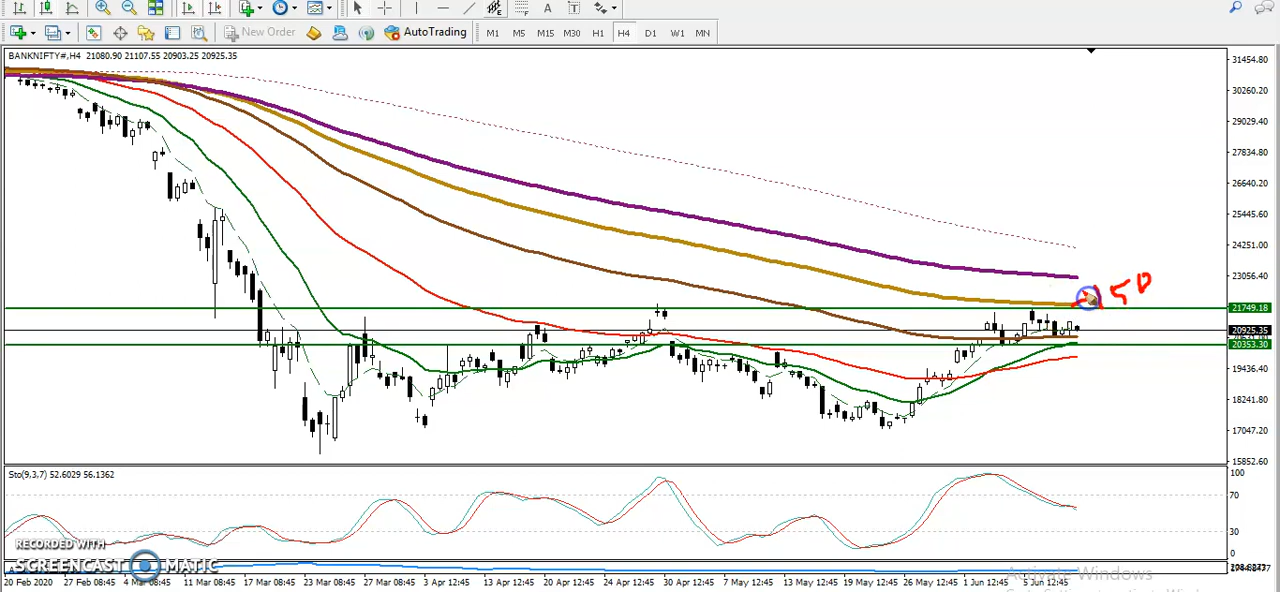 A T
New Order AutoTrading M1 M5 M15 M30 H1 H4 D1 W1 MN
BANKNIFTY#,H4 21080.90 21107.55 20903.25 20925.35
31454.80
30260.20
29029.40
27834.80
26640.20
25445.60
24251.00
23056.40
50
21749.18
20925.35
20353.30
19436.40
18241.80
17047.20
15852.60
Sto(9,3,7) 52.6029 56.1362
100
70
30
0
RECORDED WITH
SCREENCAST MATIC
Activate Windows
20 Feb 2020 27 Feb 08:45 4 Mar 08:45 11 Mar 08:45 17 Mar 08:45 23 Mar 08:45 27 Mar 08:45 3 Apr 12:45 13 Apr 12:45 20 Apr 12:45 24 Apr 12:45 30 Apr 12:45 7 May 12:45 13 May 12:45 19 May 12:45 26 May 12:45 1 Jun 12:45 5 Jun 12:45